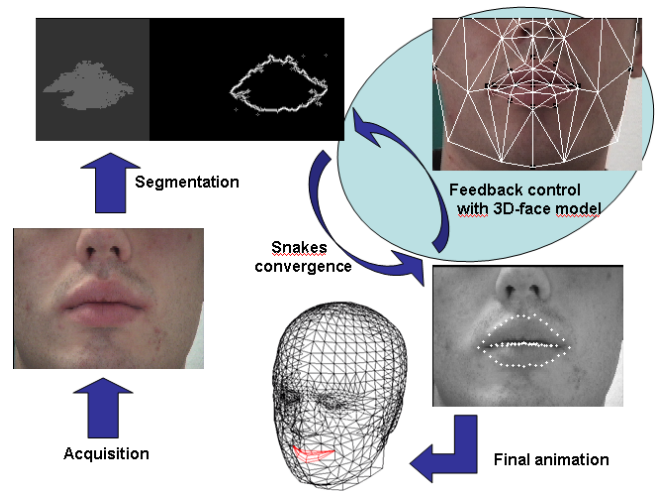 Segmentation
Feedback control
with 3D-face model
Snakes
convergence
Acquisition
Final animation